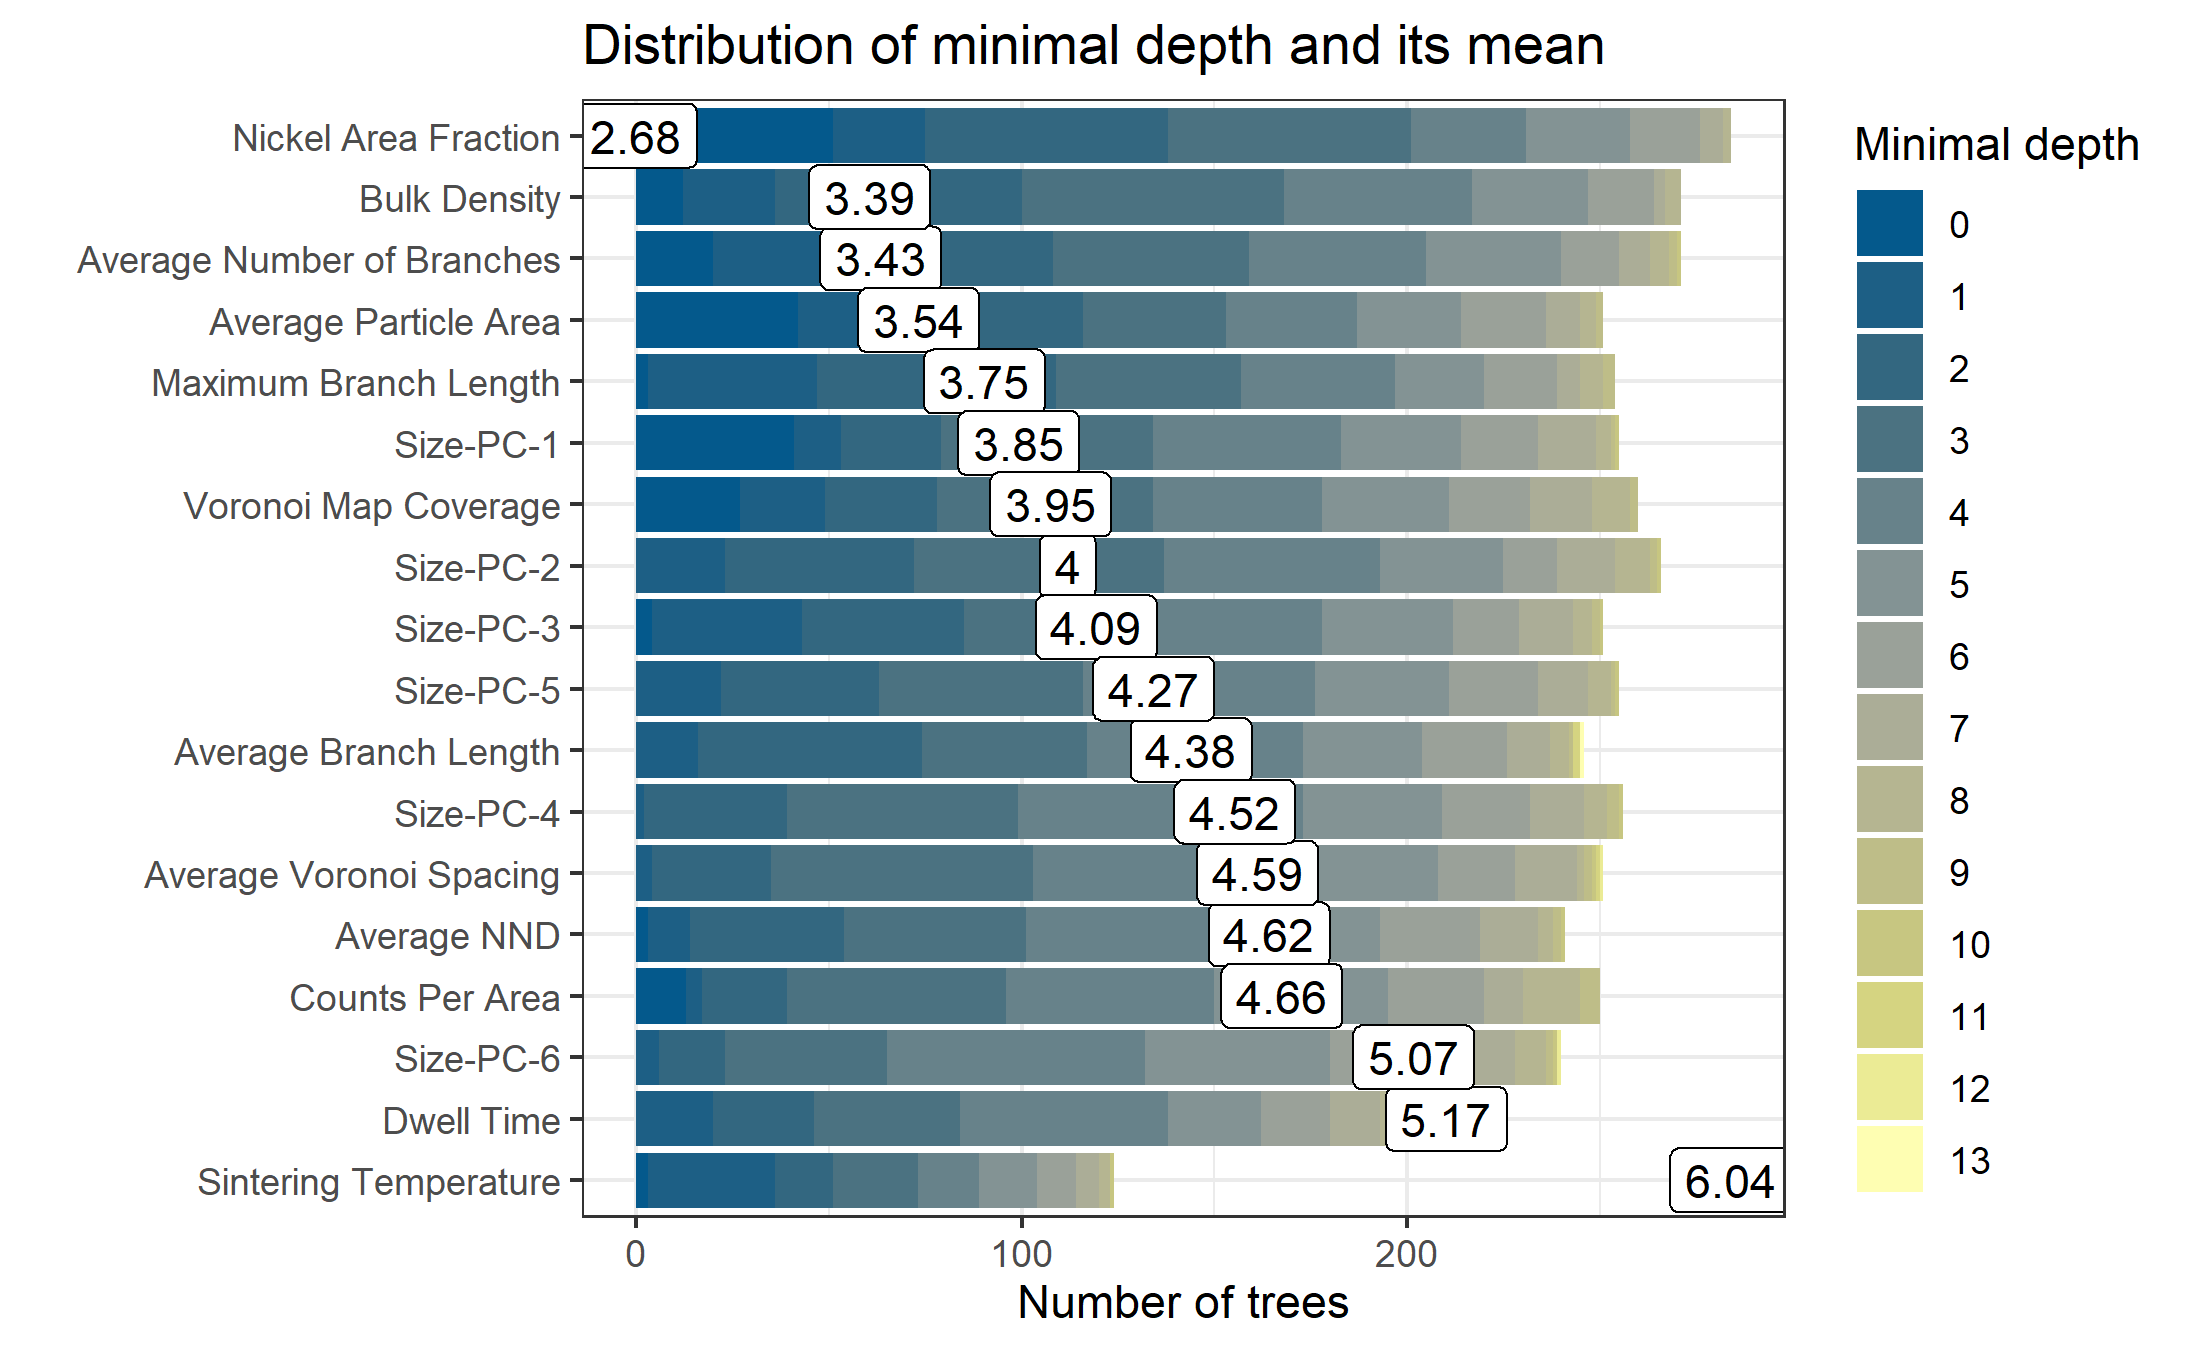 Distribution of minimal depth and its mean
Nickel Area Fraction
2.68
Bulk Density
3.39
Average Number of Branches
3.43
Average Particle Area
3.54
Maximum Branch Length
3.75
Size-PC-1
3.85
Voronoi Map Coverage
3.95
Size-PC-2
4
Size-PC-3
4.09
Size-PC-5
4.27
Average Branch Length
4.38
Size-PC-4
4.52
Average Voronoi Spacing
4.59
Average NND
4.62
Counts Per Area
4.66
Size-PC-6
5.07
Dwell Time
5.17
Sintering Temperature
6.04
0 100 200
Number of trees
Minimal depth
0
1
2
3
4
5
6
7
8
9
10
11
12
13